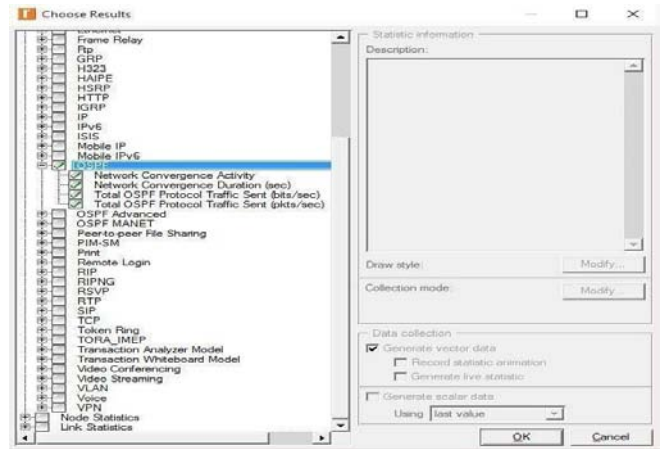 Choose Results
Ethernet
Frame Relay
Ftp
GRP
H323
HAIPE
HSRP
HTTP
IGRP
IP
IPv6
ISIS
Mobile IP
Mobile IPv6
OSPF
Network Convergence Activity
Network Convergence Duration (sec)
Total OSPF Protocol Traffic Sent (bits/sec)
Total OSPF Protocol Traffic Sent (pkts/sec)
OSPF Advanced
OSPF MANET
Peer-to-peer File Sharing
PIM-SM
Print
Remote Login
RIP
RIPNG
RSVP
RTP
SIP
TCP
Token Ring
TORA_IMEP
Transaction Analyzer Model
Transaction Whiteboard Model
Video Conferencing
Video Streaming
VLAN
Voice
VPN
Node Statistics
Link Statistics
Statistic information
Description:
Draw style:
Modify...
Collection mode:
Modify...
Data collection
Generate vector data
Record statistic animation
Generate live statistic
Generate scalar data
Using last value
OK
Cancel